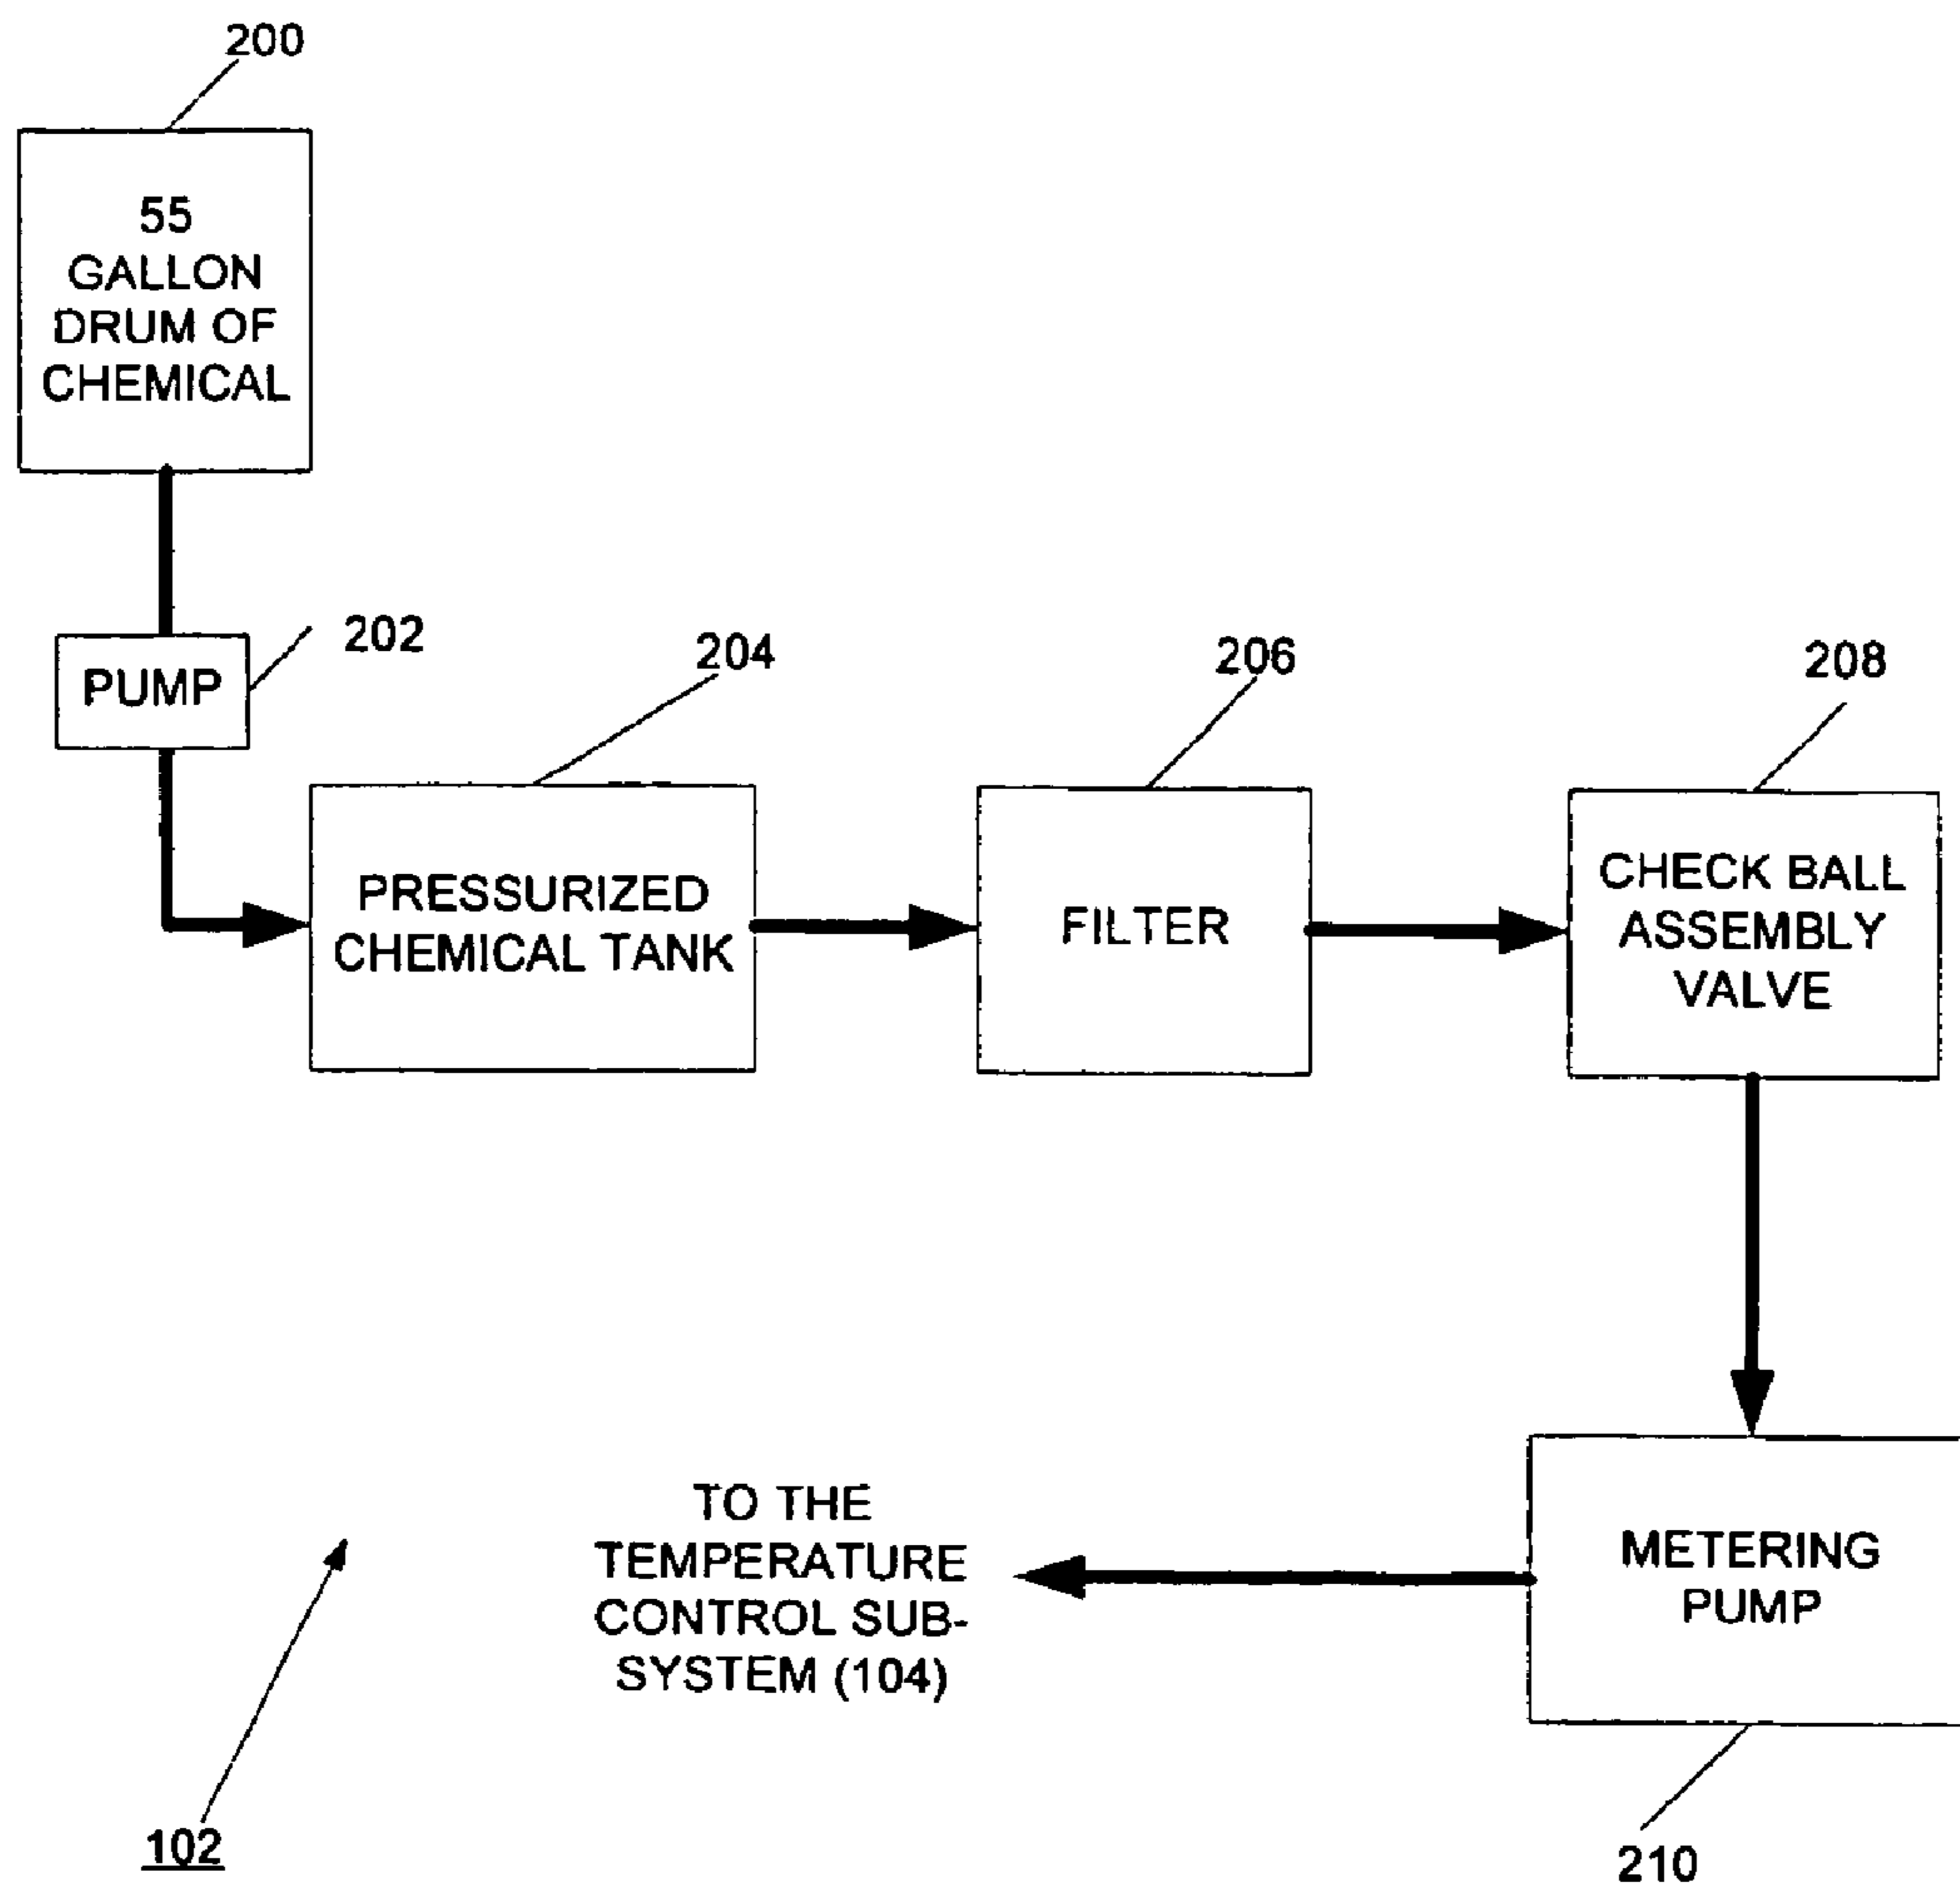 200
55
GALLON
DRUM OF
CHEMICAL
PUMP
202
204
206
208
PRESSURIZED
CHEMICAL TANK
FILTER
CHECK BALL
ASSEMBLY
VALVE
METERING
PUMP
TO THE
TEMPERATURE
CONTROL SUB-
SYSTEM (104)
102
210